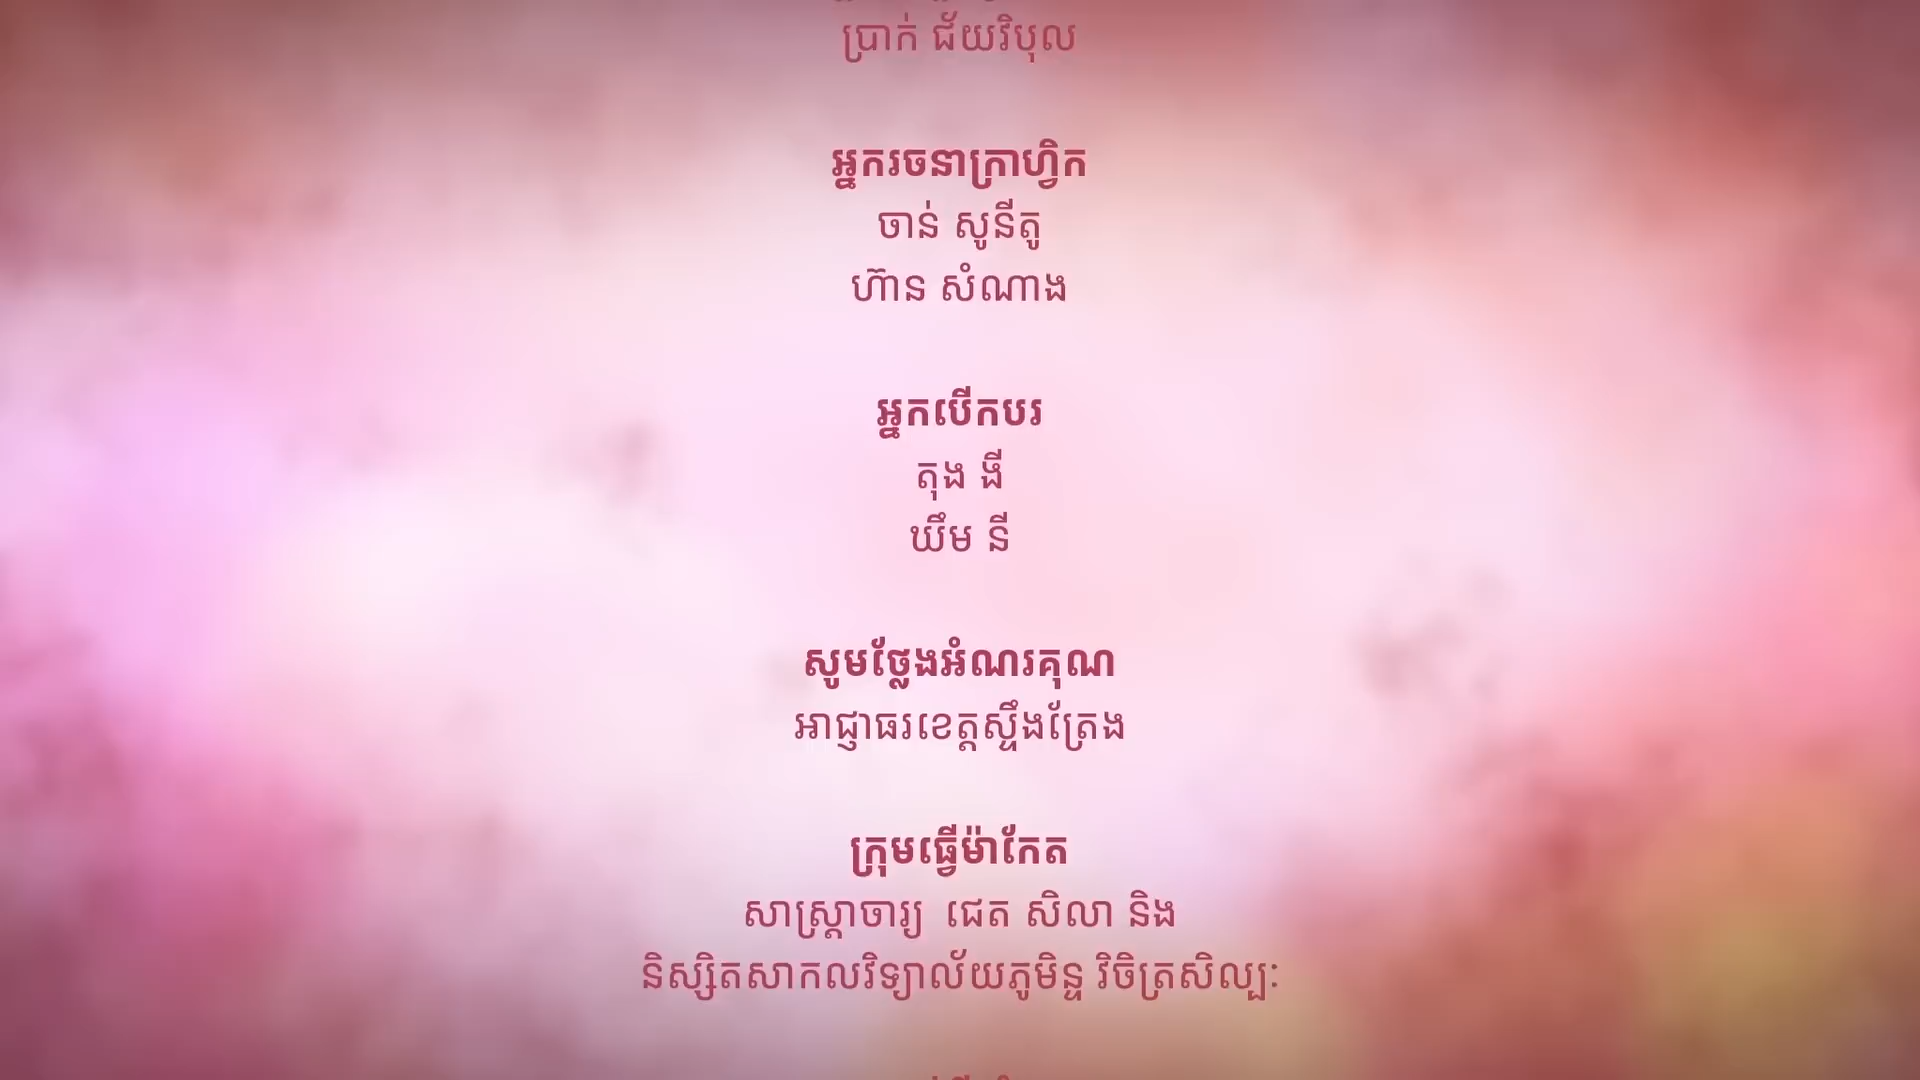 ប្រាក់ ជ័យវិបុល
អ្នករចនាក្រាហ្វិក
ចាន់ សូនីតូ
ហ៊ាន សំណាង
អ្នកបើកបរ
តុង ងី
ឃឹម នី
សូមថ្លែងអំណរគុណ
អាជ្ញាធរខេត្តស្ទឹងត្រែង
ក្រុមធ្វើម៉ាកែត
សាស្ត្រាចារ្យ ជេត សិលា និង
និស្សិតសាកលវិទ្យាល័យភូមិន្ទ វិចិត្រសិល្បៈ